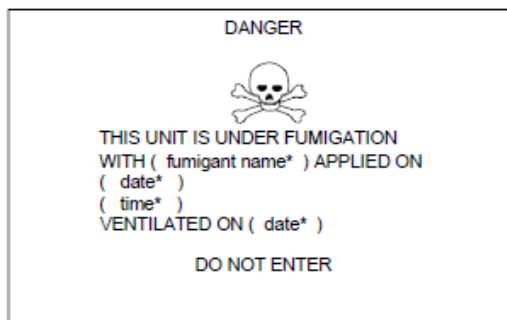 DANGER
THIS UNIT IS UNDER FUMIGATION
WITH ( fumigant name* ) APPLIED ON
( date* )
( time* )
VENTILATED ON ( date* )
DO NOT ENTER